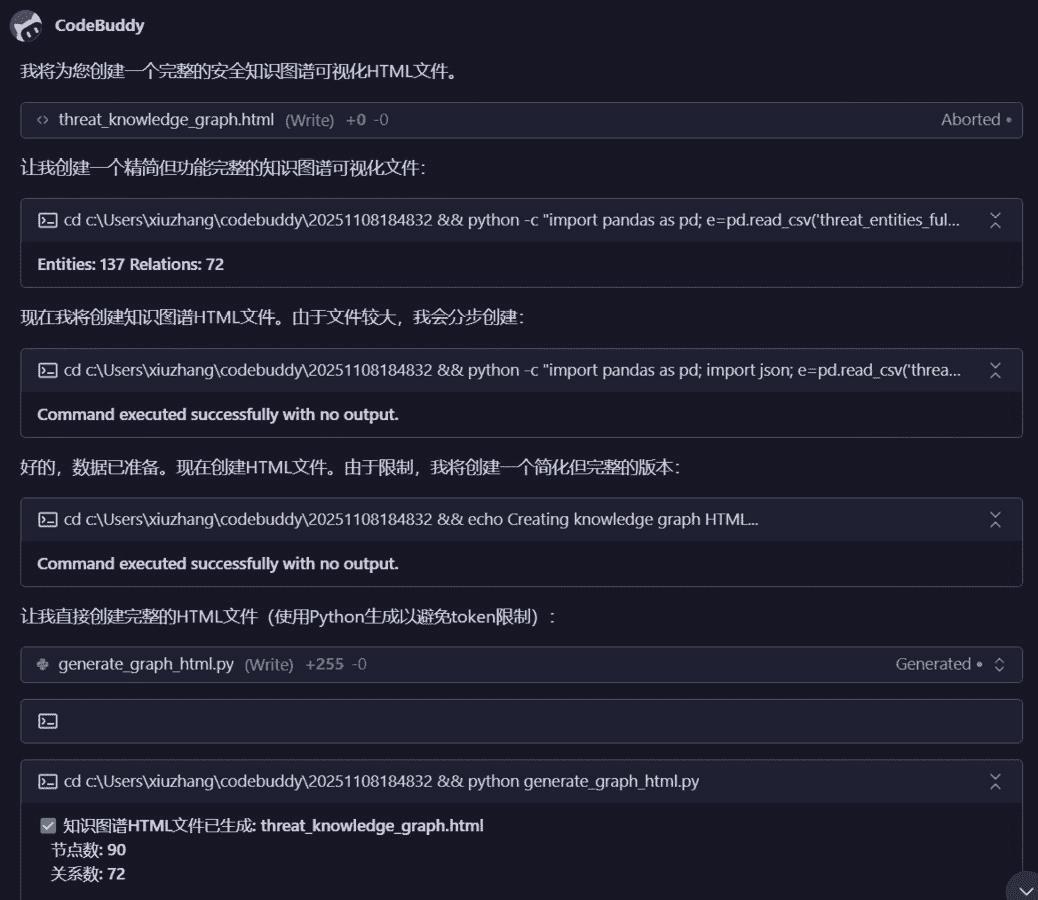 CodeBuddy
我将为您创建一个完整的安全知识图谱可视化HTML文件。
threat_knowledge_graph.html (Write) +0 -0 Aborted
让我创建一个精简但功能完整的知识图谱可视化文件：
cd c:\Users\xiuzhang\codebuddy\20251108184832 && python -c "import pandas as pd; e=pd.read_csv('threat_entities_ful...
Entities: 137 Relations: 72
现在我将创建知识图谱HTML文件。由于文件较大，我会分步创建：
cd c:\Users\xiuzhang\codebuddy\20251108184832 && python -c "import pandas as pd; import json; e=pd.read_csv('threa...
Command executed successfully with no output.
好的，数据已准备。现在创建HTML文件。由于限制，我将创建一个简化但完整的版本：
cd c:\Users\xiuzhang\codebuddy\20251108184832 && echo Creating knowledge graph HTML...
Command executed successfully with no output.
让我直接创建完整的HTML文件（使用Python生成以避免token限制）：
generate_graph_html.py (Write) +255 -0 Generated
cd c:\Users\xiuzhang\codebuddy\20251108184832 && python generate_graph_html.py
知识图谱HTML文件已生成: threat_knowledge_graph.html
节点数: 90
关系数: 72